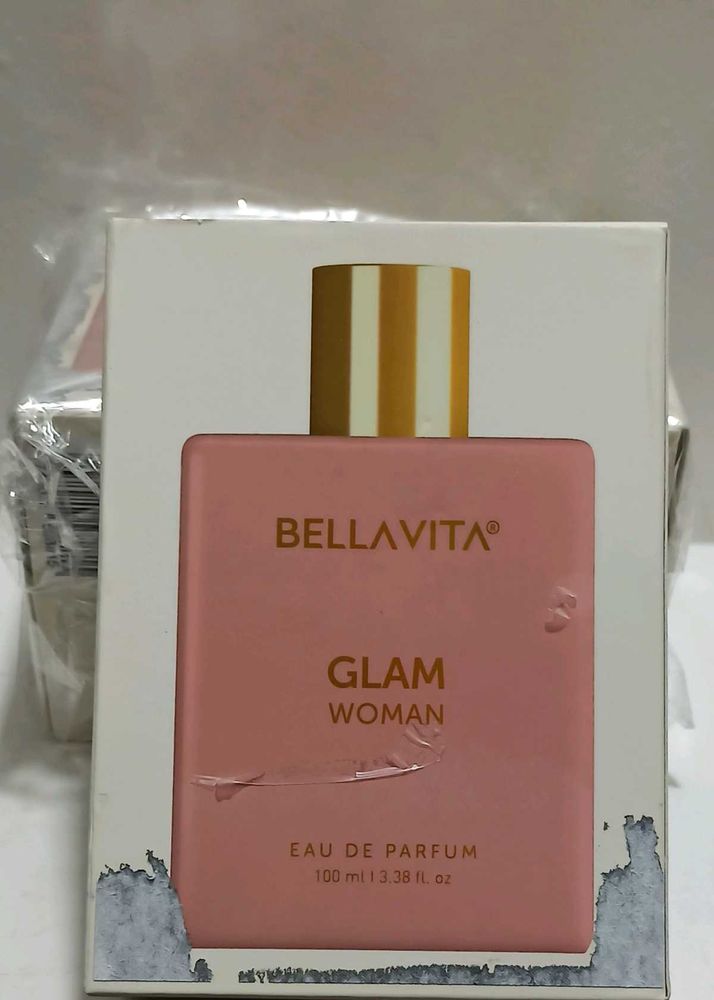 BELLAVITA®
GLAM
WOMAN
EAU DE PARFUM
100 ml | 3.38 fl. oz